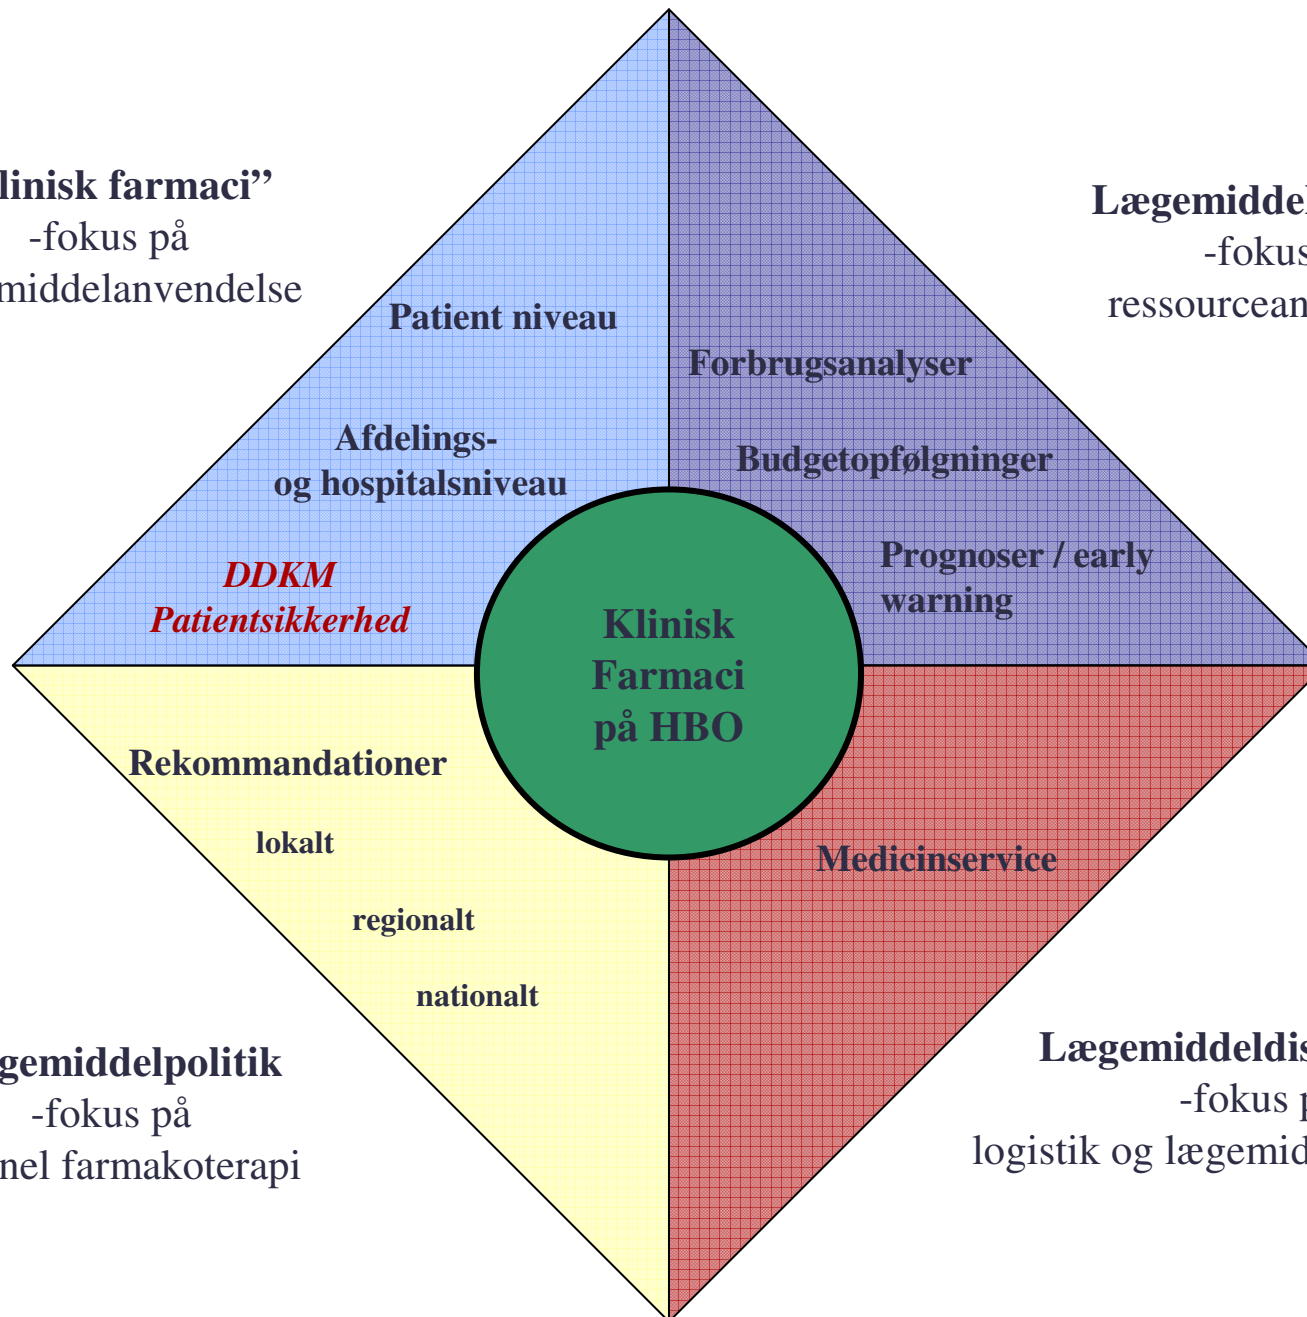 linisk farmaci”
-fokus på
middelanvendelse
Lægemiddel
-fokus
ressourcean
Patient niveau
Afdelings-
og hospitalsniveau
DDKM
Patientsikkerhed
Forbrugsanalyser
Budgetopfølgninger
Prognoser / early
warning
Klinisk
Farmaci
på HBO
Rekommandationer
lokalt
regionalt
nationalt
Medicinservice
gemiddelpolitik
-fokus på
nel farmakoterapi
Lægemiddeldis
-fokus p
logistik og lægemid